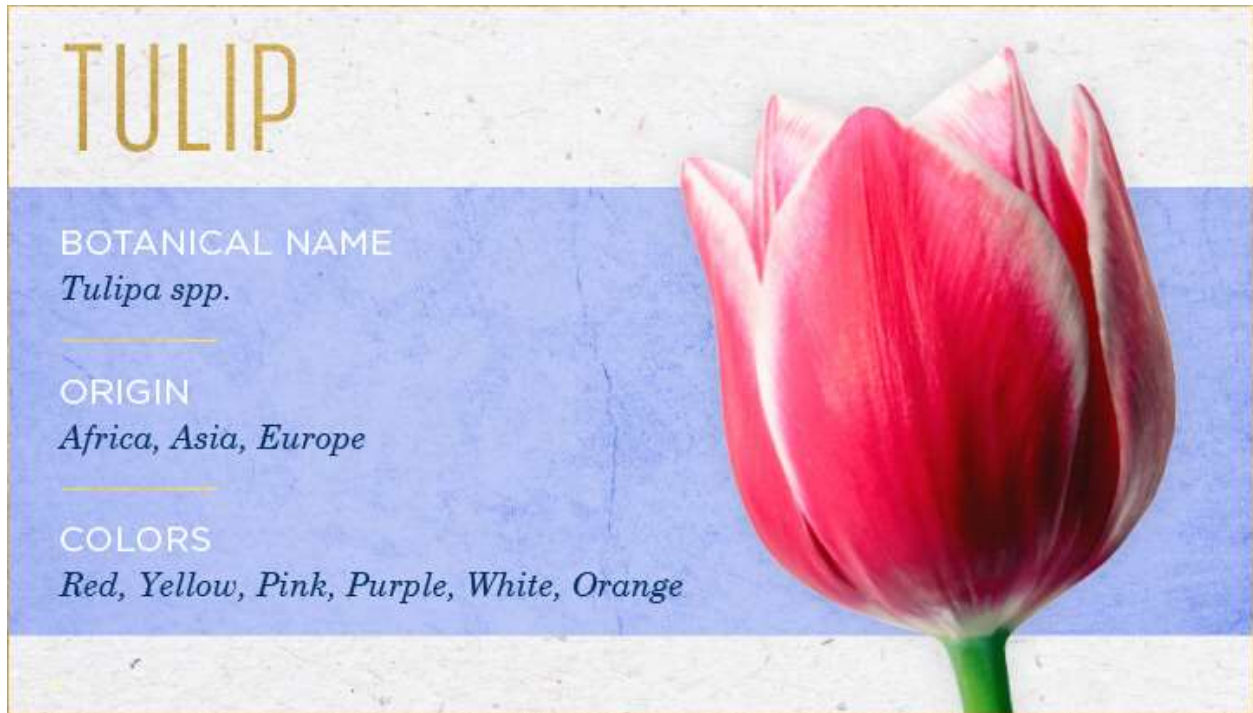 TULIP
BOTANICAL NAME
Tulipa spp.
ORIGIN
Africa, Asia, Europe
COLORS
Red, Yellow, Pink, Purple, White, Orange